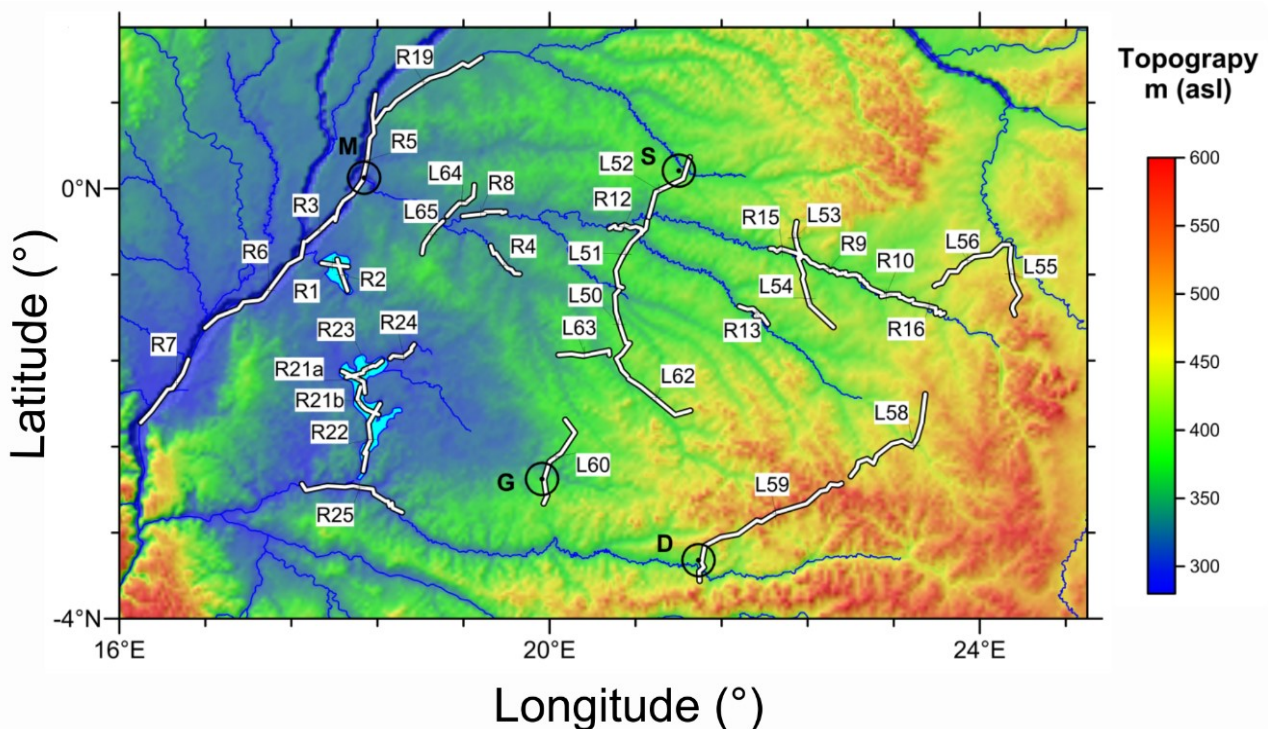 Topograpy
m (asl)
600
550
500
450
400
350
300
R19
M
R5
L64
R8
L52
S
R3
L65
R12
R15
L53
R6
R4
L51
R9
L56
R10
L55
R1
R2
L50
L54
R23
R24
L63
R13
R16
R7
R21a
R21b
L62
R22
L58
L60
G
L59
R25
D
0°N
-4°N
Latitude (°)
16°E
20°E
24°E
Longitude (°)